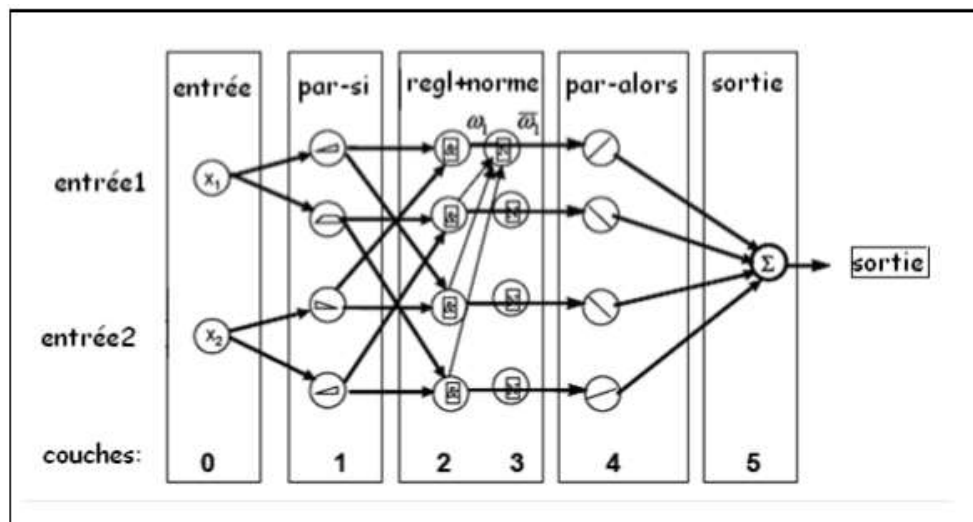 entrée par-si regl+norme par-alors sortie
ω₁ ω̅₁
entrée1 x₁
Σ sortie
entrée2 x₂
couches: 0 1 2 3 4 5